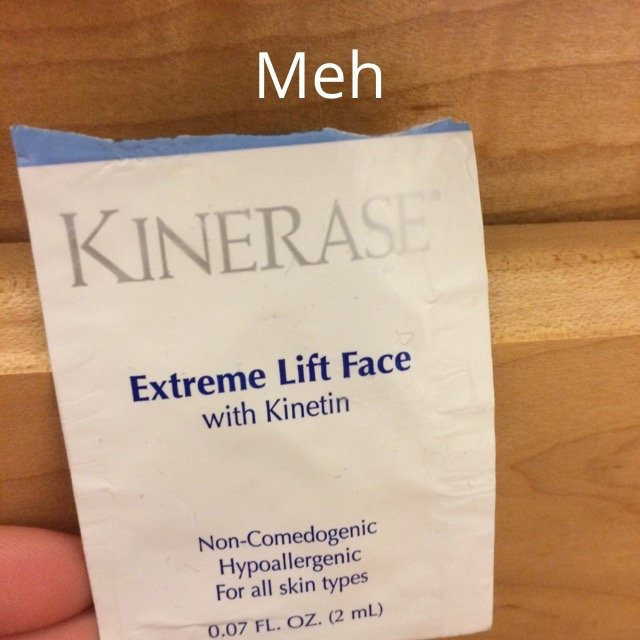 Meh
KINERASE®
Extreme Lift Face
with Kinetin
Non-Comedogenic
Hypoallergenic
For all skin types
0.07 FL. OZ. (2 mL)